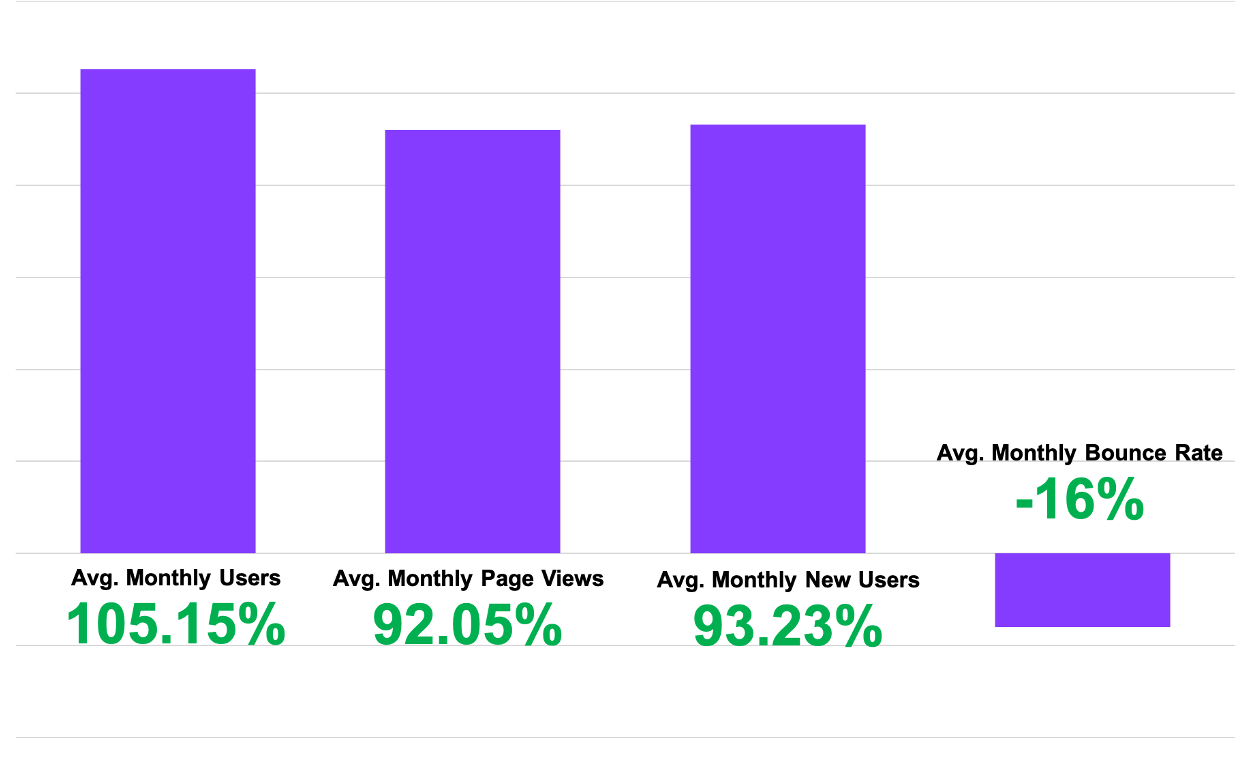 Avg. Monthly Users
105.15%
Avg. Monthly Page Views
92.05%
Avg. Monthly New Users
93.23%
Avg. Monthly Bounce Rate
-16%